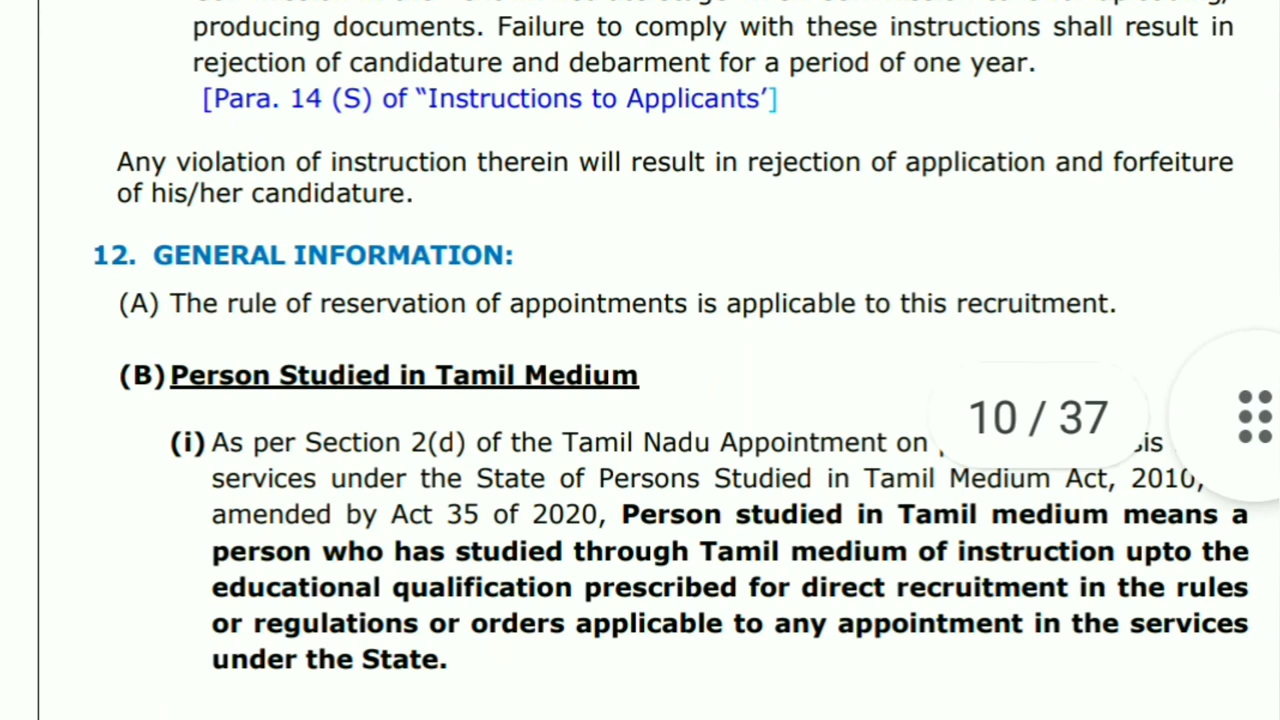 producing documents. Failure to comply with these instructions shall result in
rejection of candidature and debarment for a period of one year.
[Para. 14 (S) of “Instructions to Applicants’]
Any violation of instruction therein will result in rejection of application and forfeiture
of his/her candidature.
12. GENERAL INFORMATION:
(A) The rule of reservation of appointments is applicable to this recruitment.
(B) Person Studied in Tamil Medium
10 / 37
(i) As per Section 2(d) of the Tamil Nadu Appointment on
services under the State of Persons Studied in Tamil Medium Act, 2010,
amended by Act 35 of 2020, Person studied in Tamil medium means a
person who has studied through Tamil medium of instruction upto the
educational qualification prescribed for direct recruitment in the rules
or regulations or orders applicable to any appointment in the services
under the State.